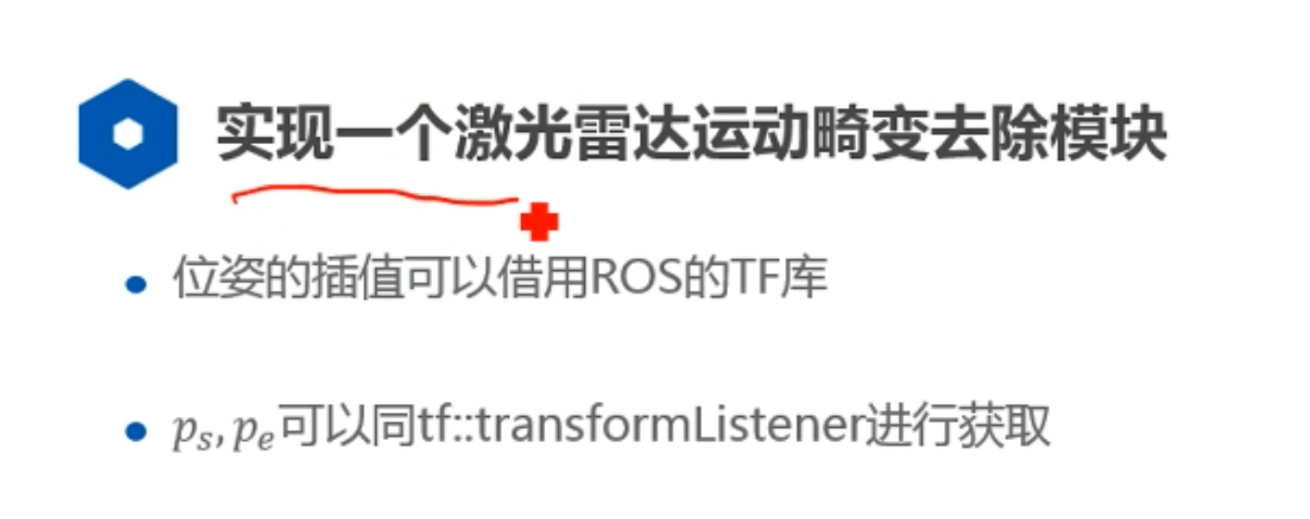 实现一个激光雷达运动畸变去除模块
位姿的插值可以借用ROS的TF库
pₛ,pₑ可以同tf::transformListener进行获取